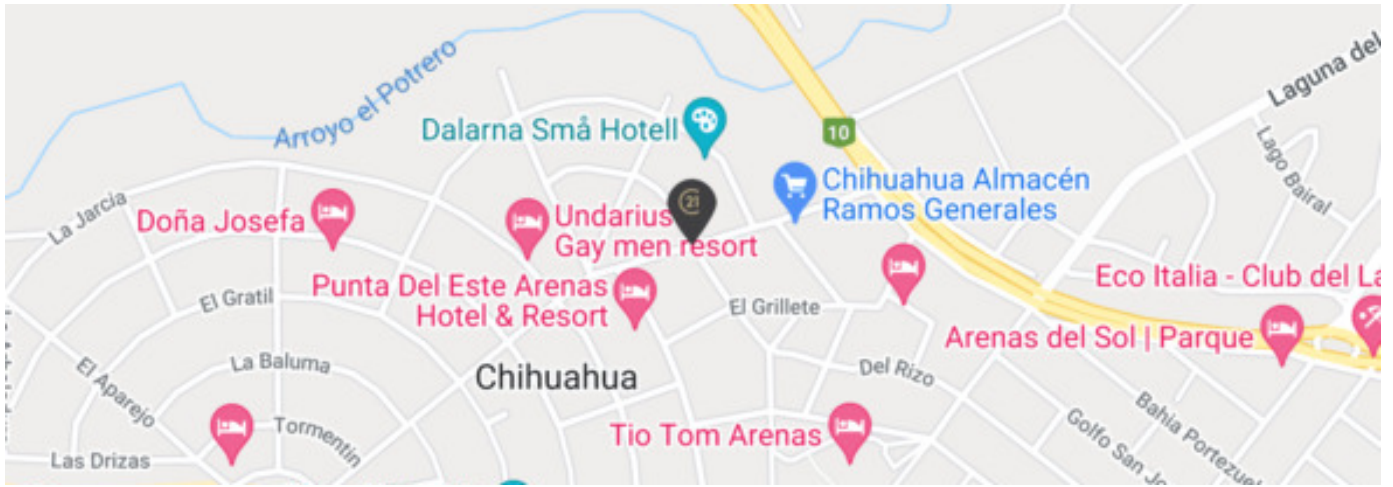 Laguna del
Arroyo el Potrero
Dalarna Små Hotell
10
Lago Bairal
Chihuahua Almacén
Ramos Generales
La Jarcia
Doña Josefa
21
Undarius
Gay men resort
Punta Del Este Arenas
Hotel & Resort
El Gratil
El Grillete
Eco Italia - Club del La
Arenas del Sol | Parque
La Baluma
El Aparejo
Chihuahua
Del Rizo
Bahía Portezuel
Golfo San Jo
Tormentin
Tio Tom Arenas
Las Drizas